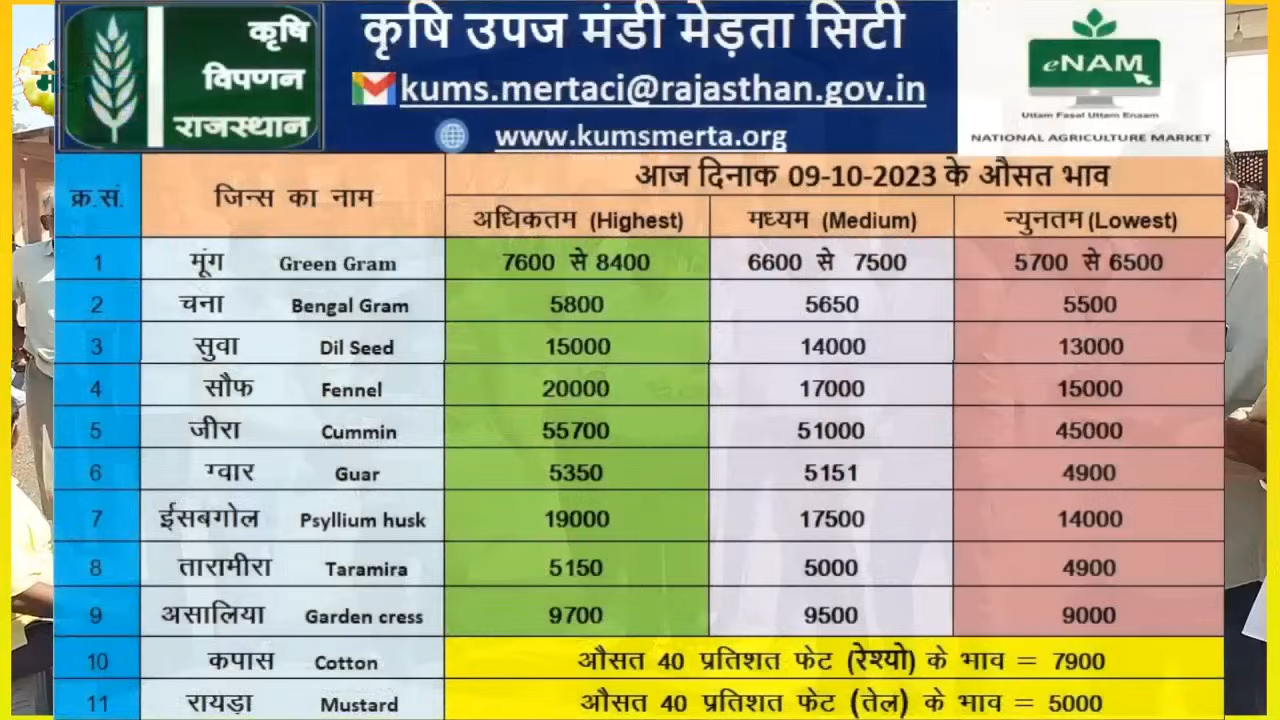 कृषि
विपणन
राजस्थान
कृषि उपज मंडी मेड़ता सिटी
kums.mertaci@rajasthan.gov.in
www.kumsmerta.org
eNAM
Uttam Fasal Uttam Enaam
NATIONAL AGRICULTURE MARKET
क्र.सं. जिन्स का नाम आज दिनाक 09-10-2023 के औसत भाव
अधिकतम (Highest) मध्यम (Medium) न्युनतम (Lowest)
1 मूंग Green Gram 7600 से 8400 6600 से 7500 5700 से 6500
2 चना Bengal Gram 5800 5650 5500
3 सुवा Dil Seed 15000 14000 13000
4 सौफ Fennel 20000 17000 15000
5 जीरा Cummin 55700 51000 45000
6 ग्वार Guar 5350 5151 4900
7 ईसबगोल Psyllium husk 19000 17500 14000
8 तारामीरा Taramira 5150 5000 4900
9 असालिया Garden cress 9700 9500 9000
10 कपास Cotton औसत 40 प्रतिशत फेट (रेश्यो) के भाव = 7900
11 रायड़ा Mustard औसत 40 प्रतिशत फेट (तेल) के भाव = 5000